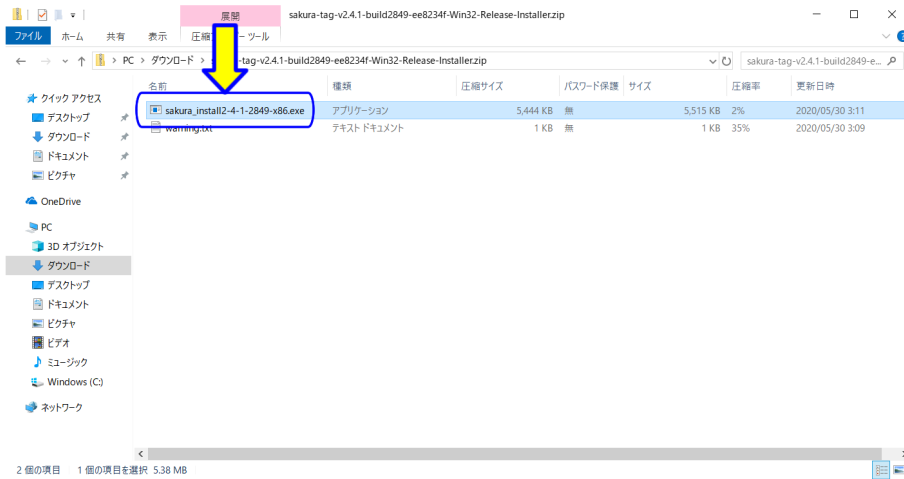 展開
sakura-tag-v2.4.1-build2849-ee8234f-Win32-Release-Installer.zip
ファイル ホーム 共有 表示 ツール
PC › ダウンロード › -tag-v2.4.1-build2849-ee8234f-Win32-Release-Installer.zip
sakura-tag-v2.4.1-build2849-e...
名前 種類 圧縮サイズ パスワード保護 サイズ 圧縮率 更新日時
sakura_install2-4-1-2849-x86.exe アプリケーション 5,444 KB 無 5,515 KB 2% 2020/05/30 3:11
warning.txt テキスト ドキュメント 1 KB 無 1 KB 35% 2020/05/30 3:09
クイック アクセス
デスクトップ
ダウンロード
ドキュメント
ピクチャ
OneDrive
PC
3D オブジェクト
ダウンロード
デスクトップ
ドキュメント
ピクチャ
ビデオ
ミュージック
Windows (C:)
ネットワーク
2 個の項目 1 個の項目を選択 5.38 MB